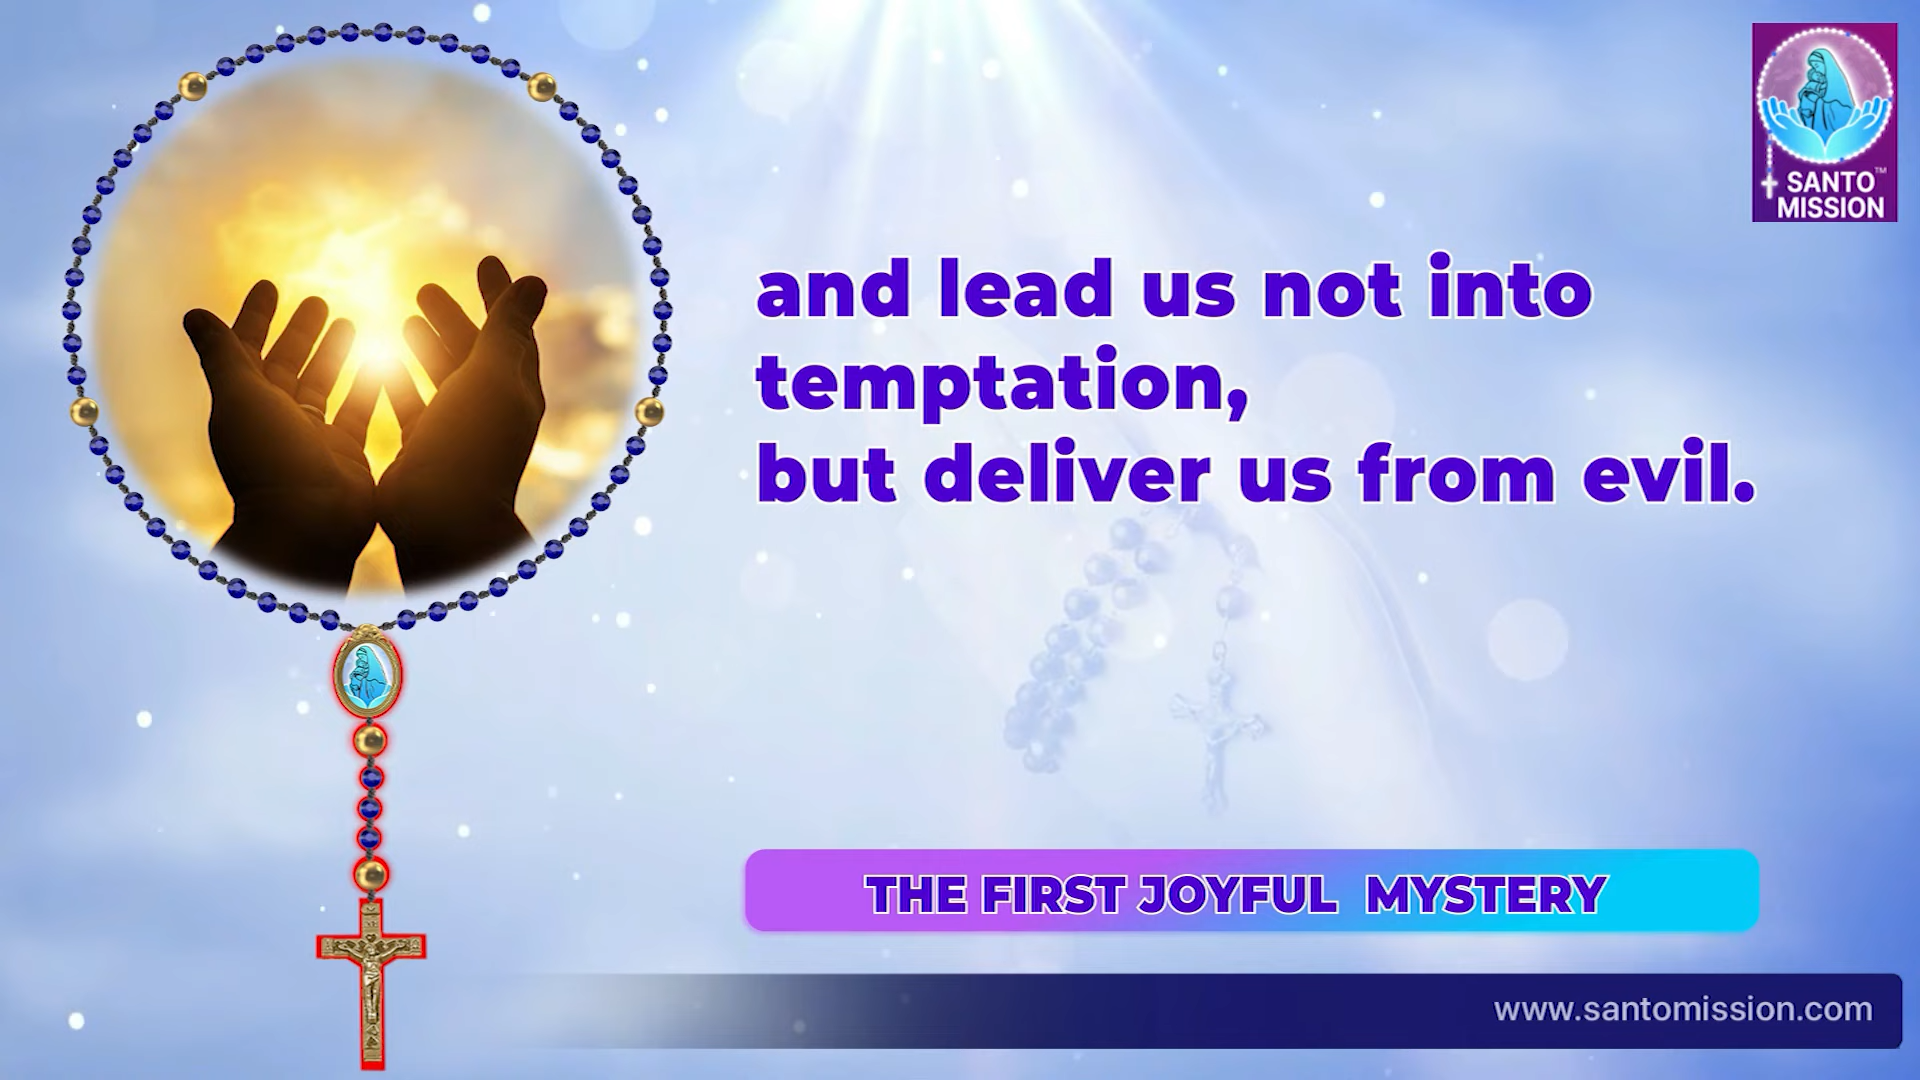 SANTO™
MISSION
and lead us not into
temptation,
but deliver us from evil.
THE FIRST JOYFUL MYSTERY
www.santomission.com